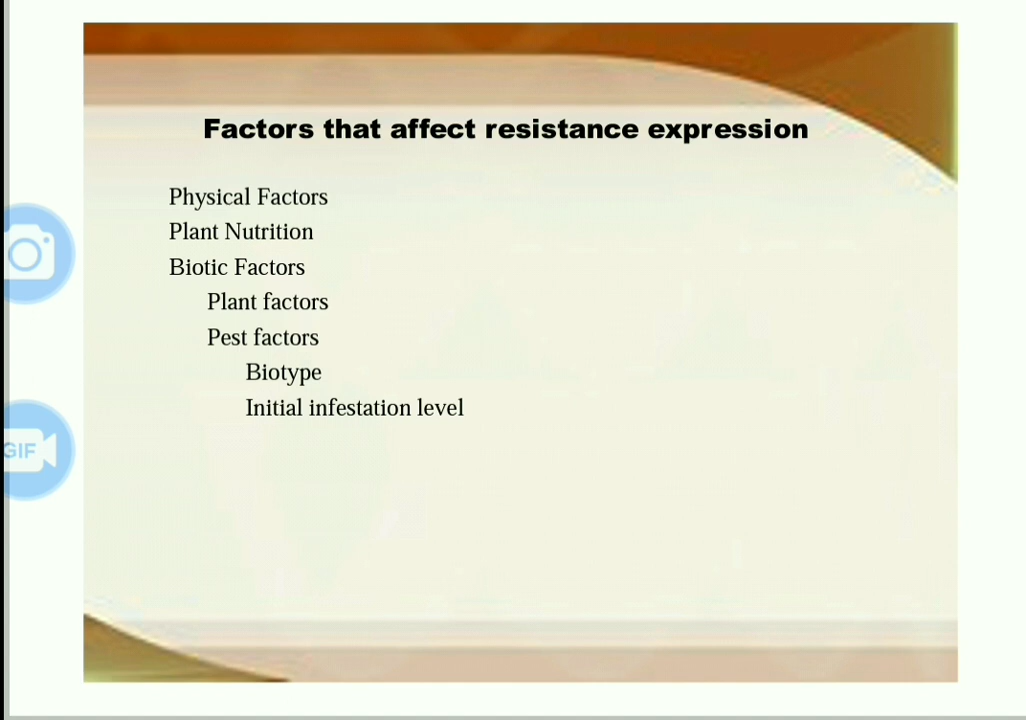 Factors that affect resistance expression
Physical Factors
Plant Nutrition
Biotic Factors
Plant factors
Pest factors
Biotype
Initial infestation level
GIF